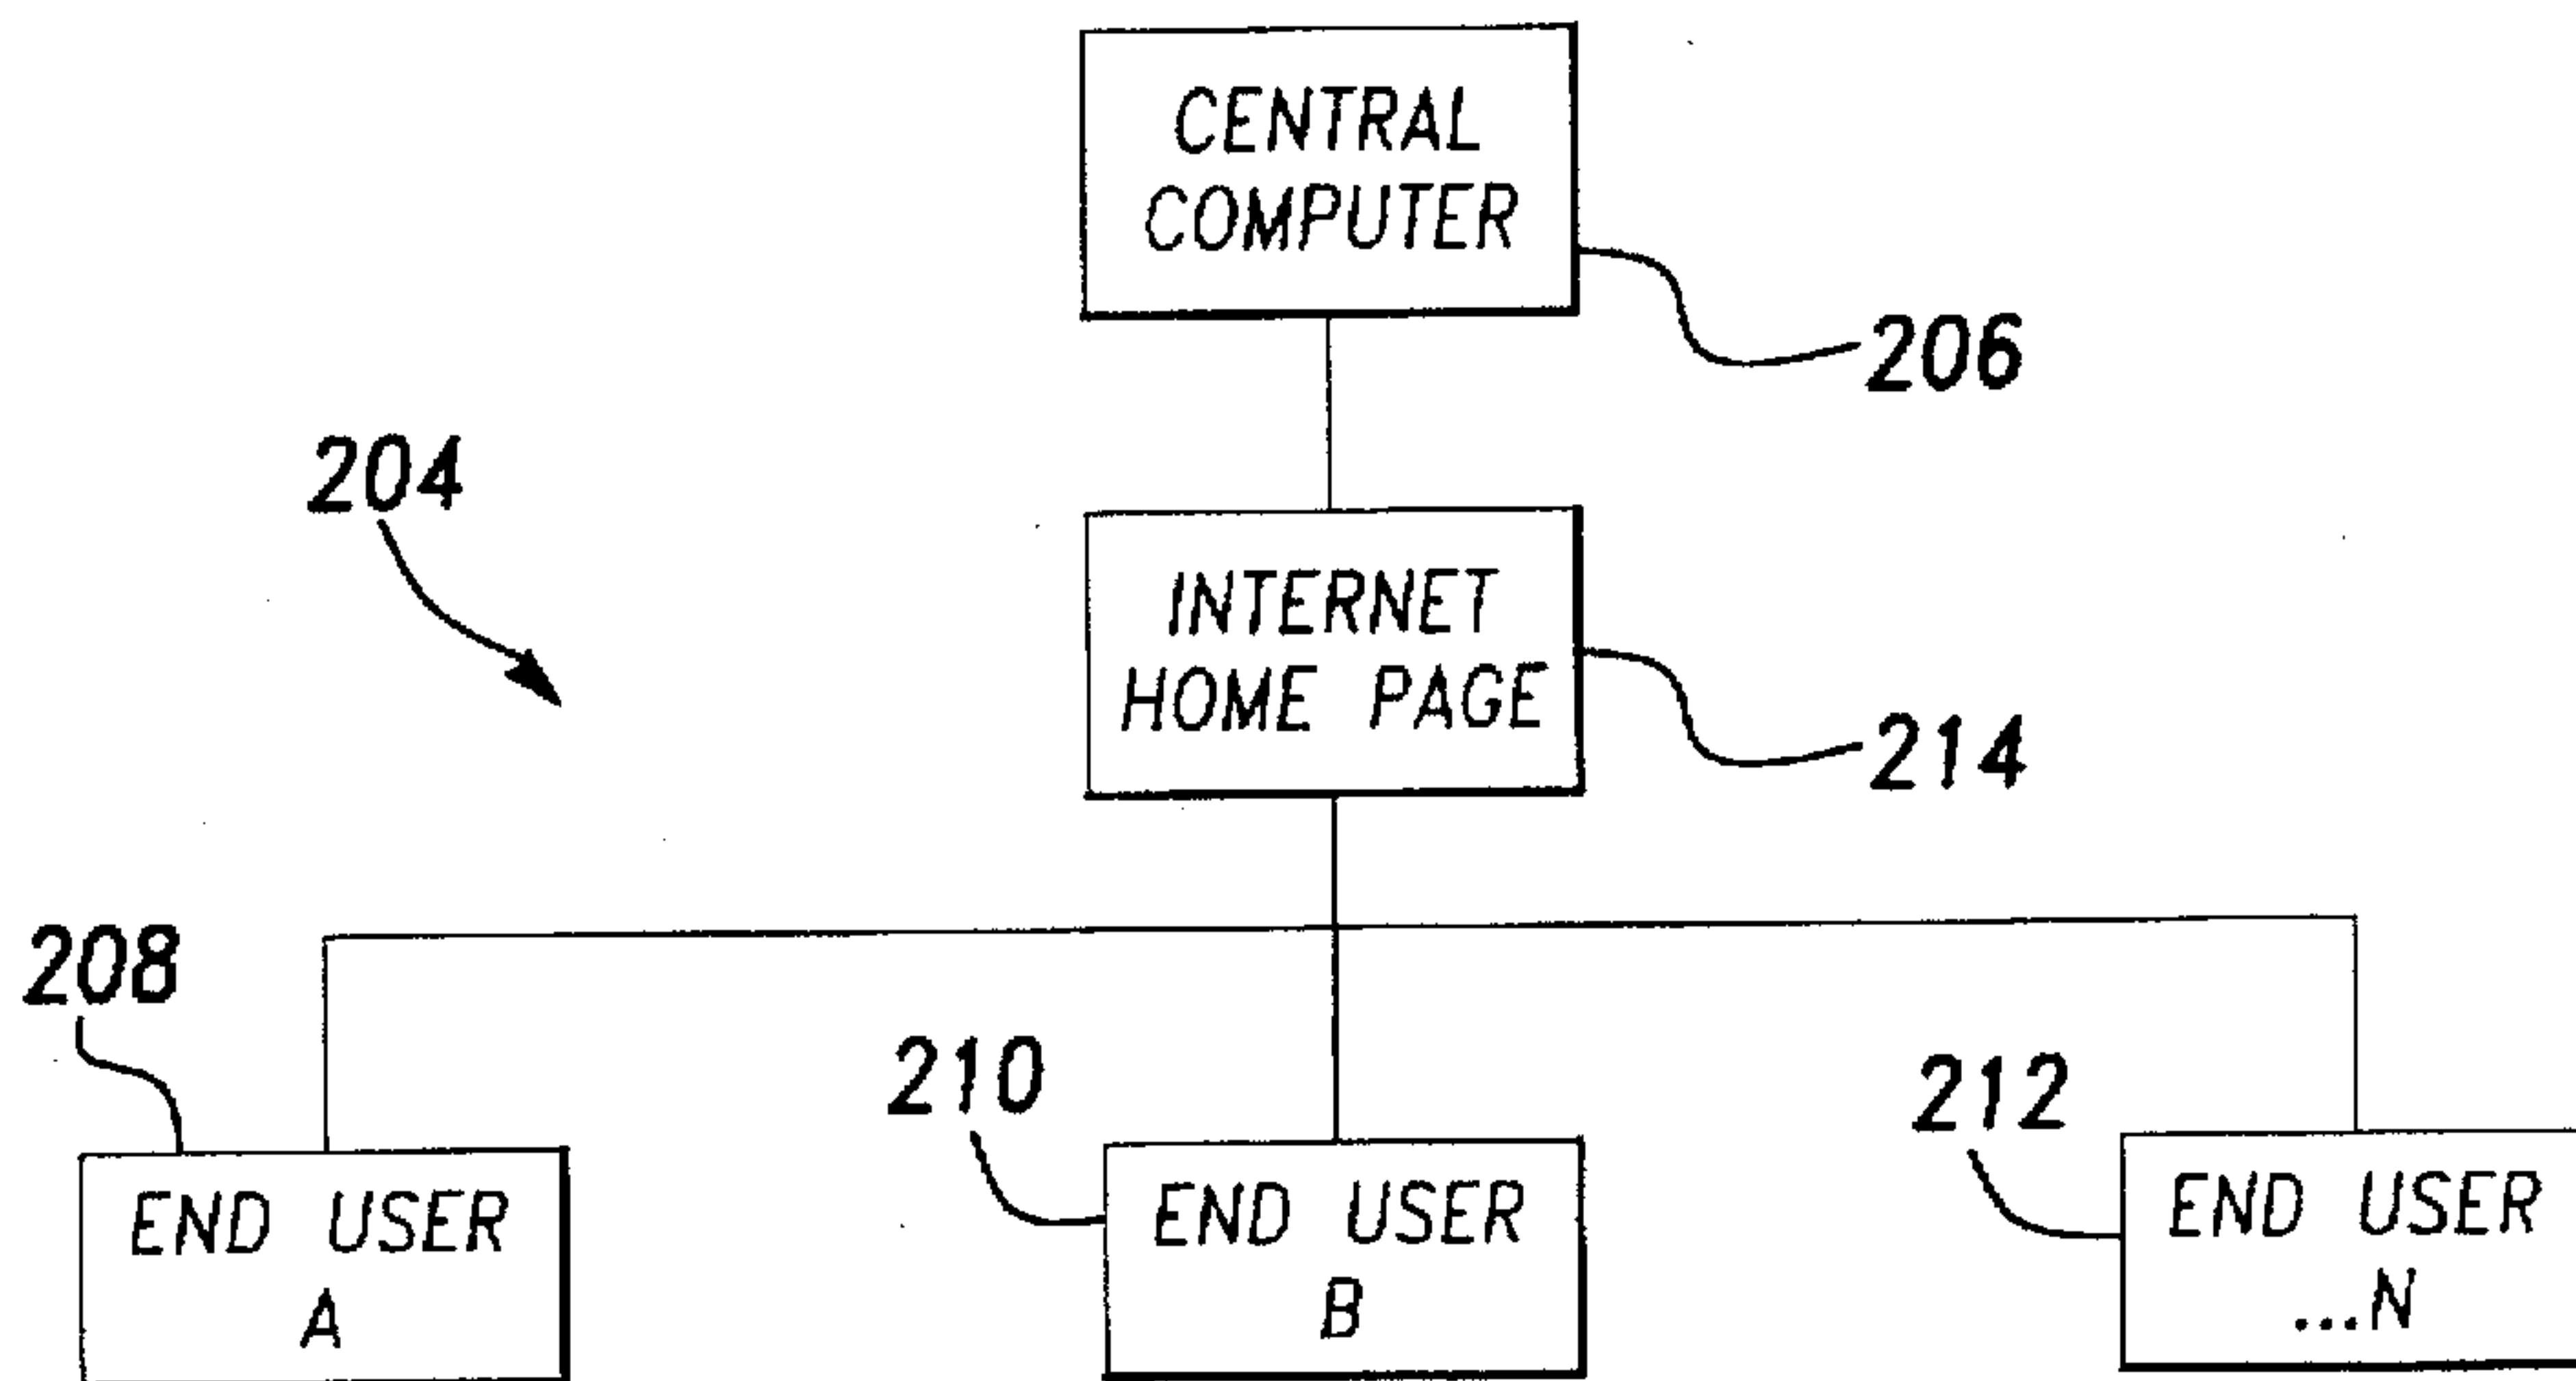 CENTRAL
COMPUTER
206
204
INTERNET
HOME PAGE
214
208
210
212
END USER
A
END USER
B
END USER
...N